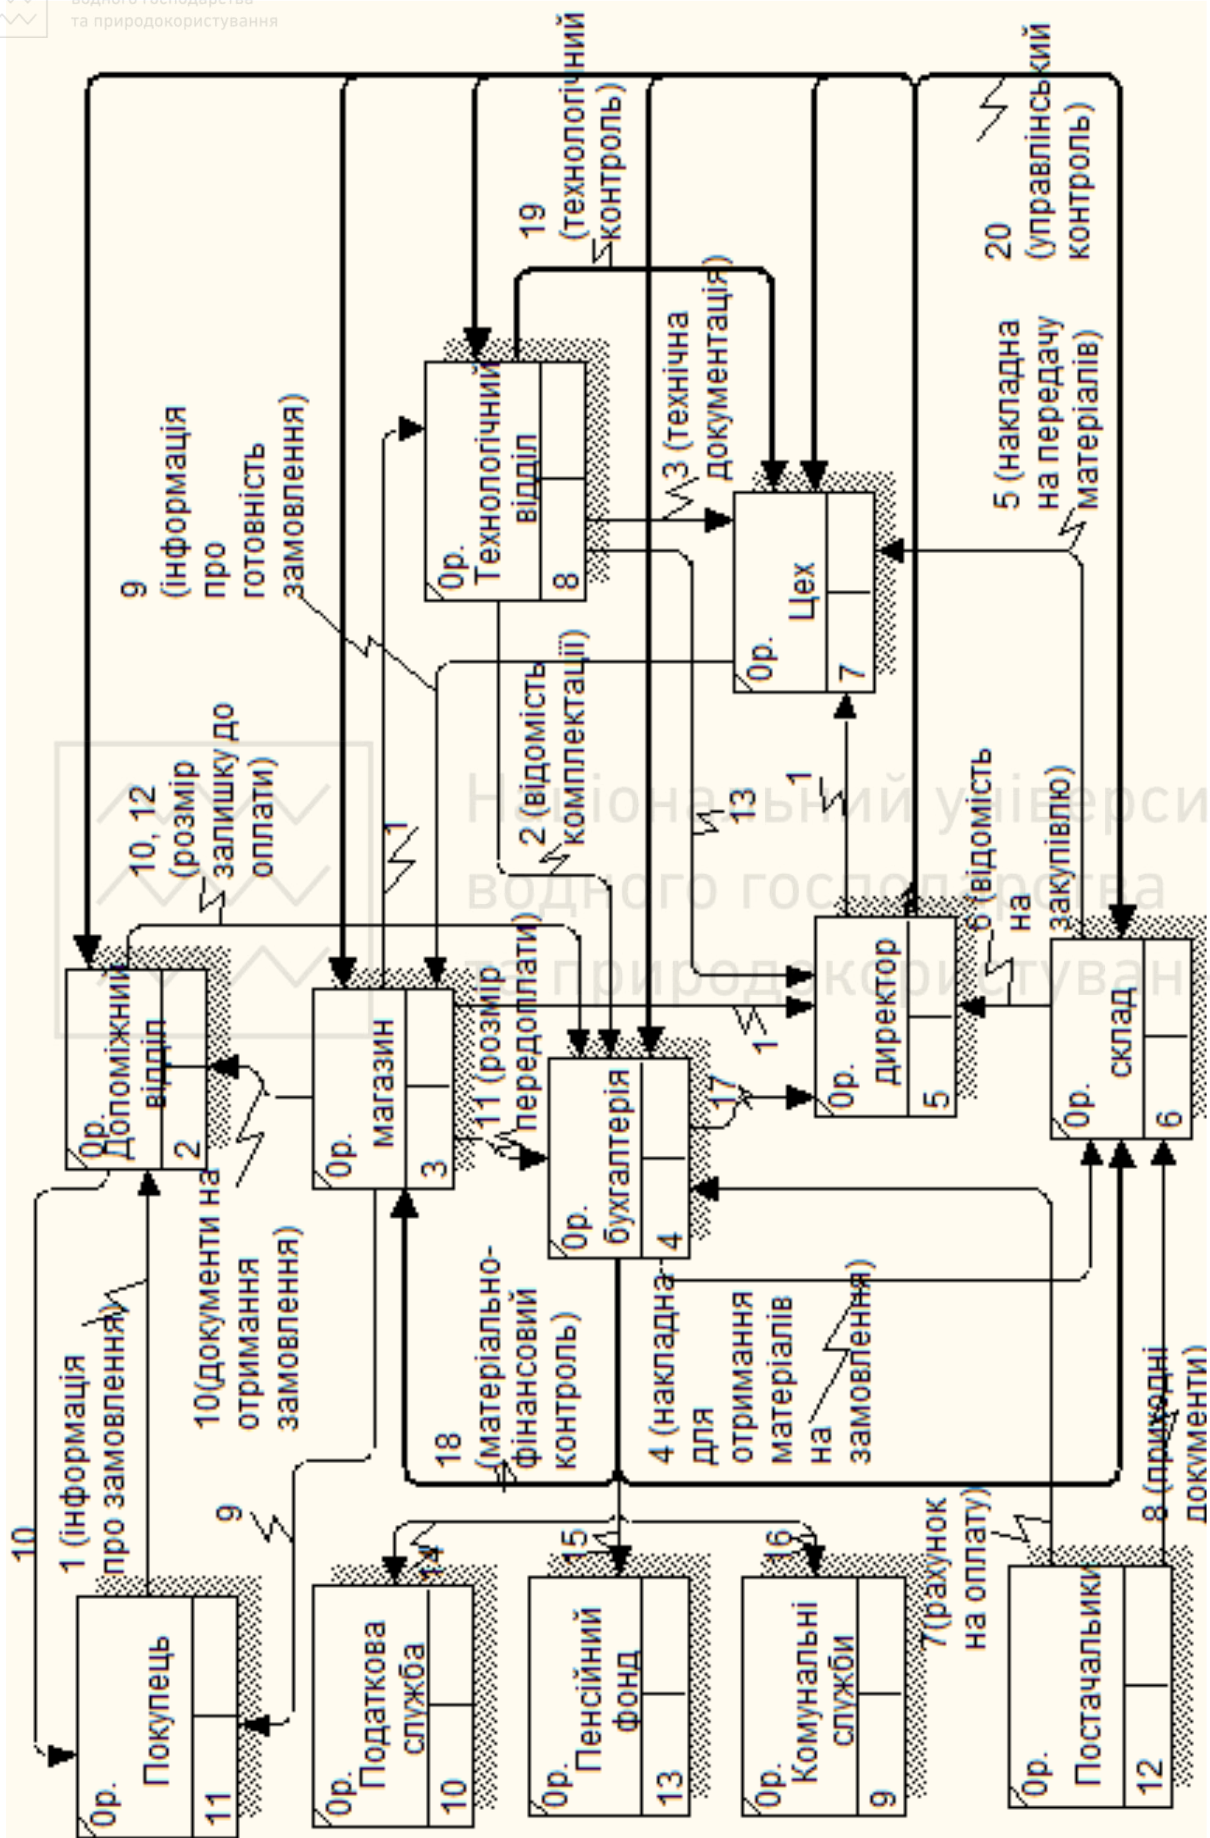 водного господарства
та природокористування
Національний універси
водного господарства
та природокористуван
10
1 (інформація
про замовлення)
10(документи на
отримання
замовлення)
10, 12
(розмір
залишку до
оплати)
9
(інформація
про
готовність
замовлення)
9
1
11 (розмір
передоплати)
2 (відомість
комплектації)
19
(технологічний
контроль)
3 (технічна
документація)
13
1
1
17
20
(управлінський
контроль)
5 (накладна
на передачу
матеріалів)
6 (відомість
на
закупівлю)
18
(матеріально-
фінансовий
контроль)
4 (накладна
для
отримання
матеріалів
на
замовлення)
14
15
16
7(рахунок
на оплату)
8 (приходні
документи)
0р.
Покупець
11
0р.
Податкова
служба
10
0р.
Пенсійний
фонд
13
0р.
Комунальні
служби
9
0р.
Постачальики
12
0р.
Допоміжний
відділ
2
0р.
магазин
3
0р.
бухгалтерія
4
0р.
директор
5
0р.
склад
6
0р.
Технологічний
відділ
8
0р.
Цех
7